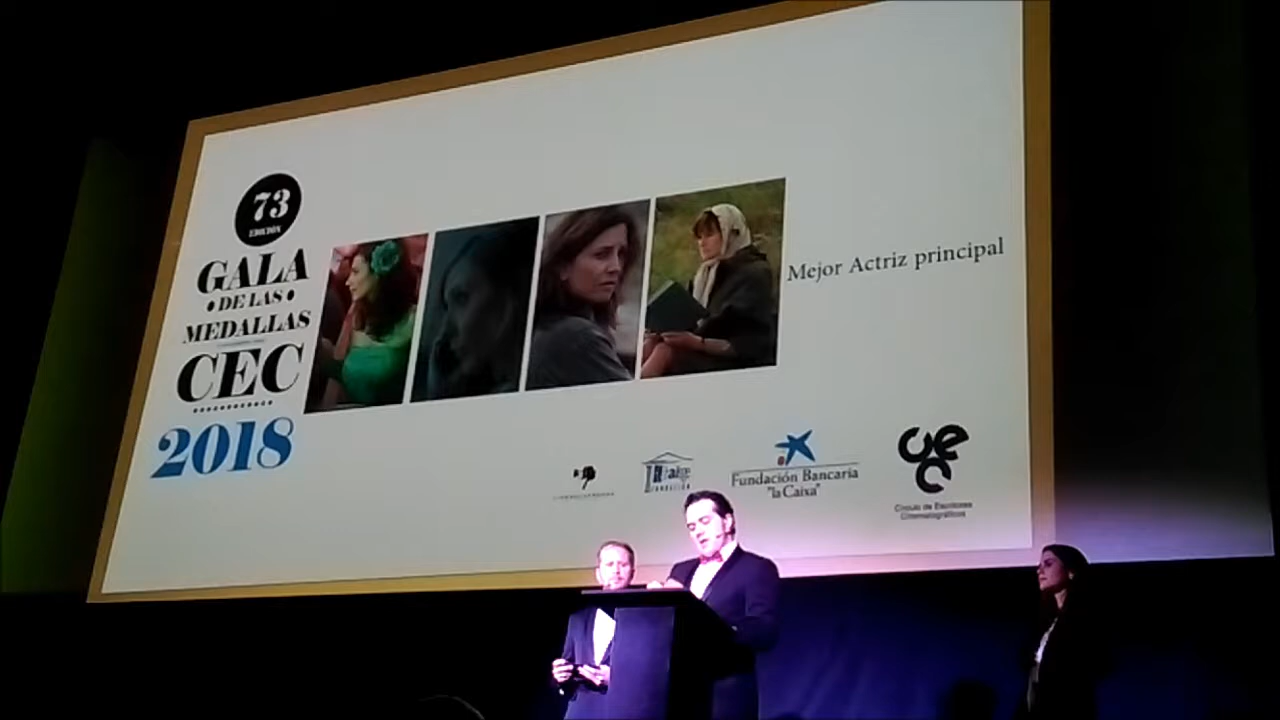 73
EDICIÓN
GALA
DE LAS
MEDALLAS
CEC
2018
Mejor Actriz principal
FUNDACIÓN
Fundación Bancaria
"la Caixa"
cec
Círculo de Escritores
Cinematográficos